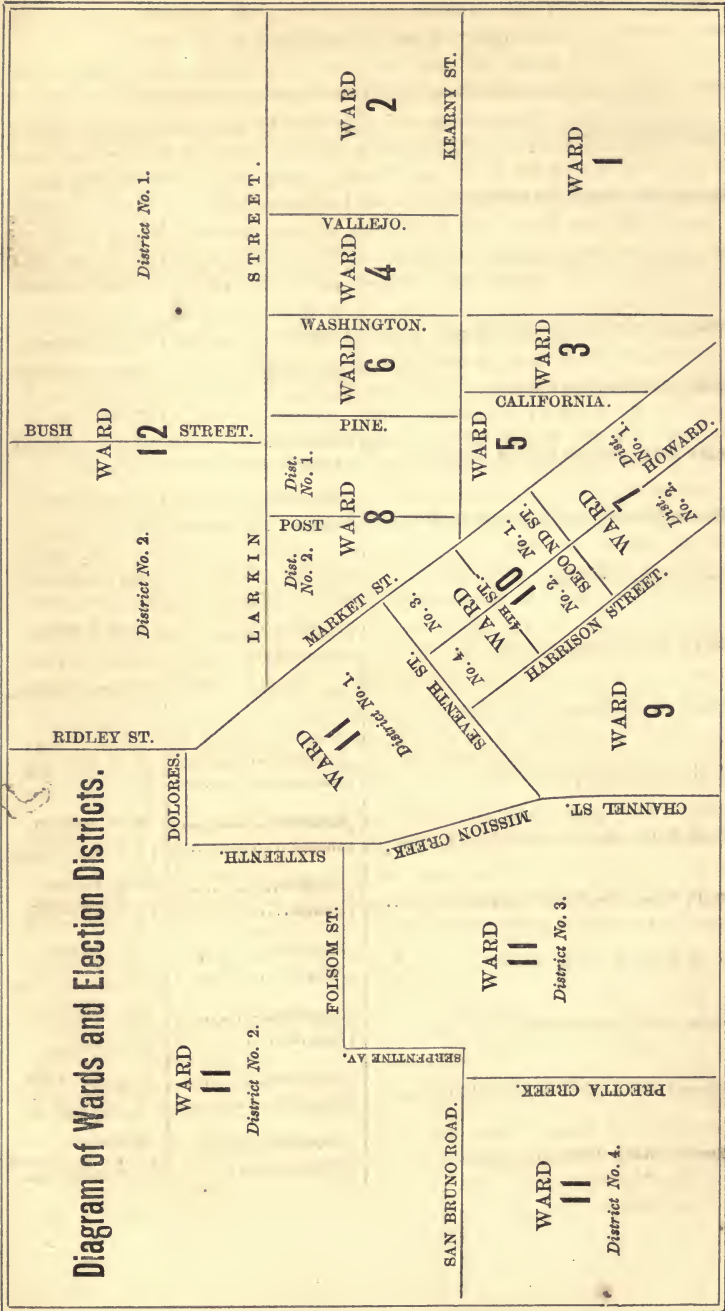 Diagram of Wards and Election Districts.
KEARNY ST.
WARD
2
WARD
1
District No. 1.
STREET.
VALLEJO.
WARD
4
WASHINGTON.
WARD
6
WARD
3
CALIFORNIA.
BUSH
WARD
12
STREET.
PINE.
WARD
5
Dist.
No. 1.
WARD
8
POST
Dist.
No. 2.
District No. 2.
LARKIN
MARKET ST.
Dist.
No. 1.
HOWARD.
WARD
7
Dist.
No. 2.
SECOND ST.
No. 1.
No. 2.
WARD
10
4TH ST.
No. 3.
No. 4.
HARRISON STREET.
SEVENTH ST.
WARD
9
RIDLEY ST.
WARD
11
District No. 1.
DOLORES.
SIXTEENTH.
MISSION CREEK.
CHANNEL ST.
FOLSOM ST.
WARD
11
District No. 3.
WARD
11
District No. 2.
SERPENTINE AV.
PRECITA CREEK.
SAN BRUNO ROAD.
WARD
11
District No. 4.